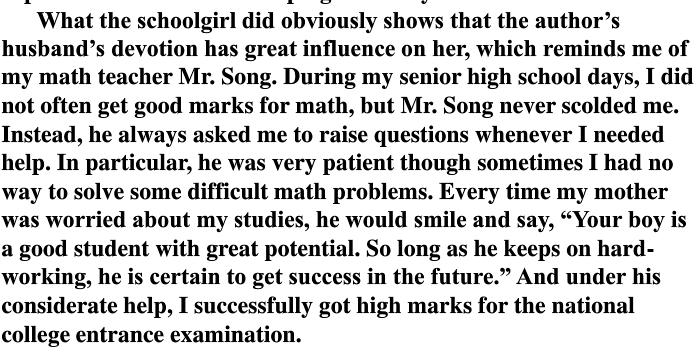 What the schoolgirl did obviously shows that the author's
husband's devotion has great influence on her, which reminds me of
my math teacher Mr. Song. During my senior high school days, I did
not often get good marks for math, but Mr. Song never scolded me.
Instead, he always asked me to raise questions whenever I needed
help. In particular, he was very patient though sometimes I had no
way to solve some difficult math problems. Every time my mother
was worried about my studies, he would smile and say, “Your boy is
a good student with great potential. So long as he keeps on hard-
working, he is certain to get success in the future.” And under his
considerate help, I successfully got high marks for the national
college entrance examination.